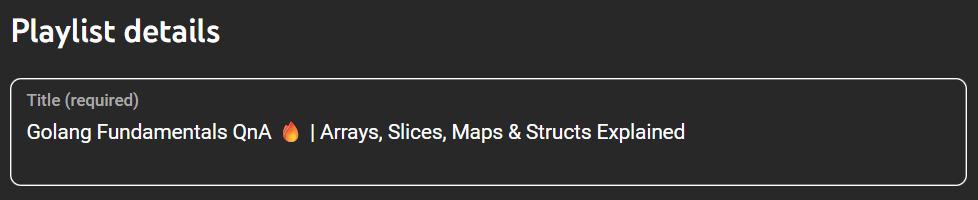 Playlist details
Title (required)
Golang Fundamentals QnA 🔥 | Arrays, Slices, Maps & Structs Explained